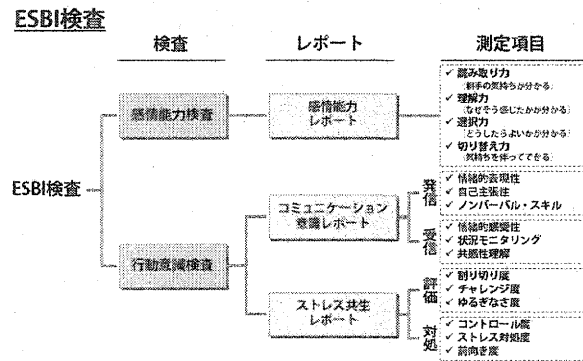 ESBI検査
検査
レポート
測定項目
ESBI検査
感情能力検査
感情能力
レポート
✓ 読み取り力
(相手の気持ちが分かる)
✓ 理解力
(なぜそう感じたかが分かる)
✓ 選択力
(どうしたらよいかが分かる)
✓ 切り替え力
行動意識検査
コミュニケーション
意識レポート
発信
✓ 情緒的表現性
✓ 自己主張性
✓ ノンバーバル・スキル
受信
✓ 情緒的感受性
✓ 状況モニタリング
✓ 共感性理解
ストレス共生
レポート
評価
✓ 割り切り度
✓ チャレンジ度
✓ ゆるぎなさ度
対処
✓ コントロール度
✓ ストレス対処度
✓ 前向き度